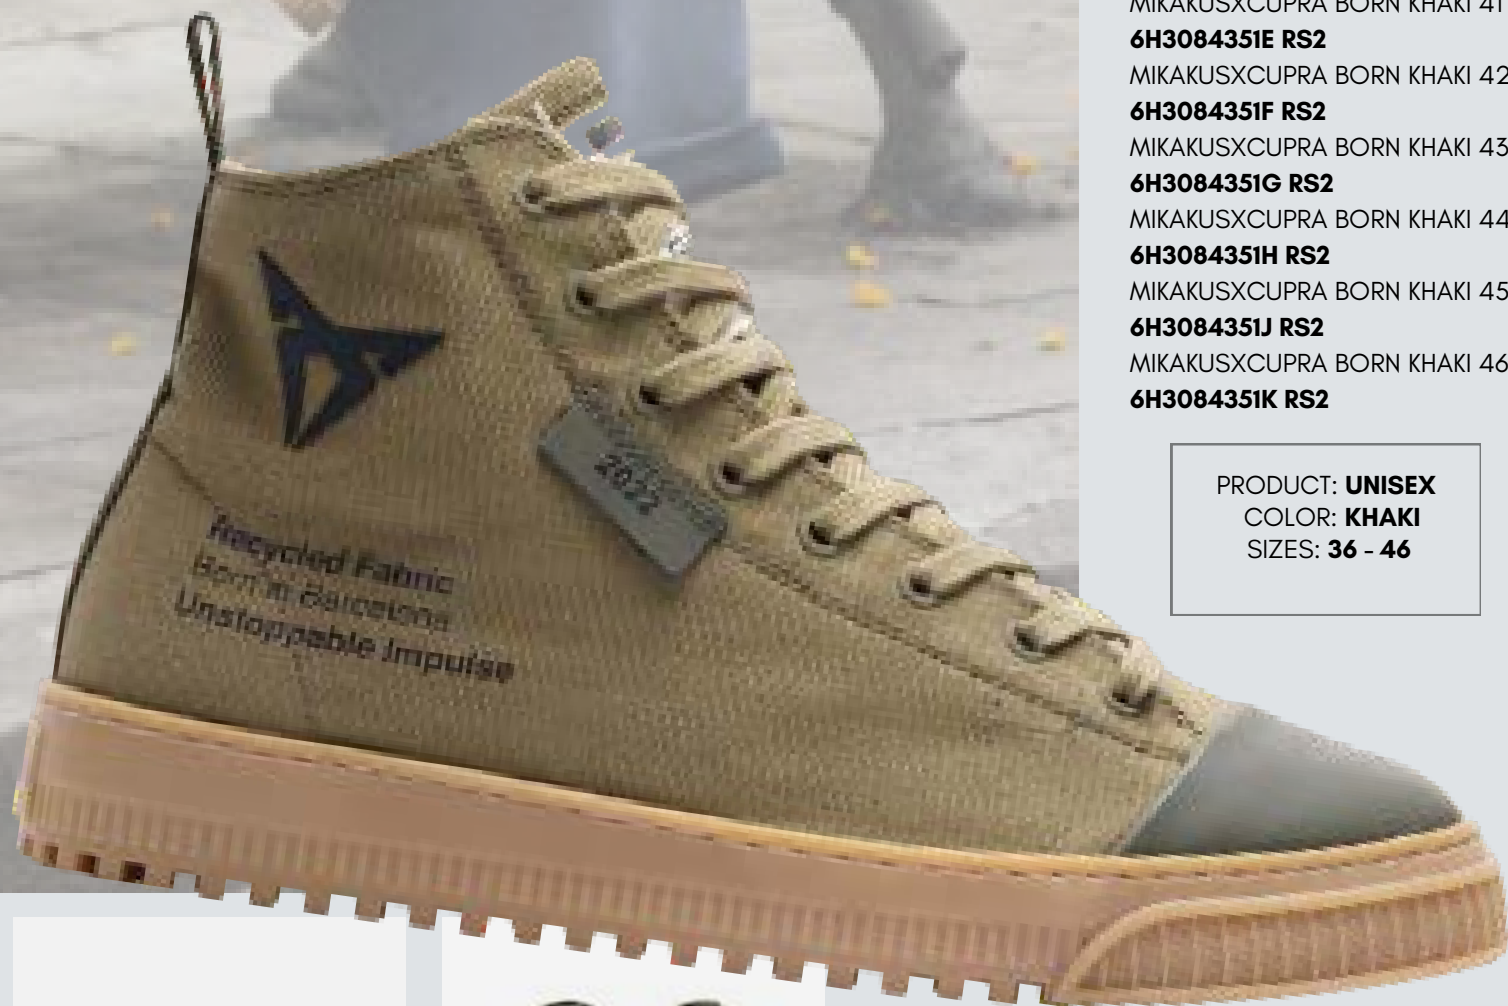 MIKAKUSXCUPRA BORN KHAKI 41
6H3084351E RS2
MIKAKUSXCUPRA BORN KHAKI 42
6H3084351F RS2
MIKAKUSXCUPRA BORN KHAKI 43
6H3084351G RS2
MIKAKUSXCUPRA BORN KHAKI 44
6H3084351H RS2
MIKAKUSXCUPRA BORN KHAKI 45
6H3084351J RS2
MIKAKUSXCUPRA BORN KHAKI 46
6H3084351K RS2
PRODUCT: UNISEX
COLOR: KHAKI
SIZES: 36 - 46
2022
Recycled Fabric
Born in Barcelona
Unstoppable Impulse